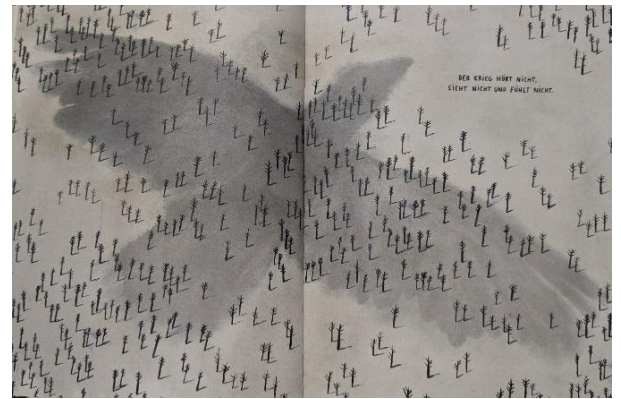 DER KRIEG HÖRT NICHT,
SIEHT NICHT UND FÜHLT NICHT.